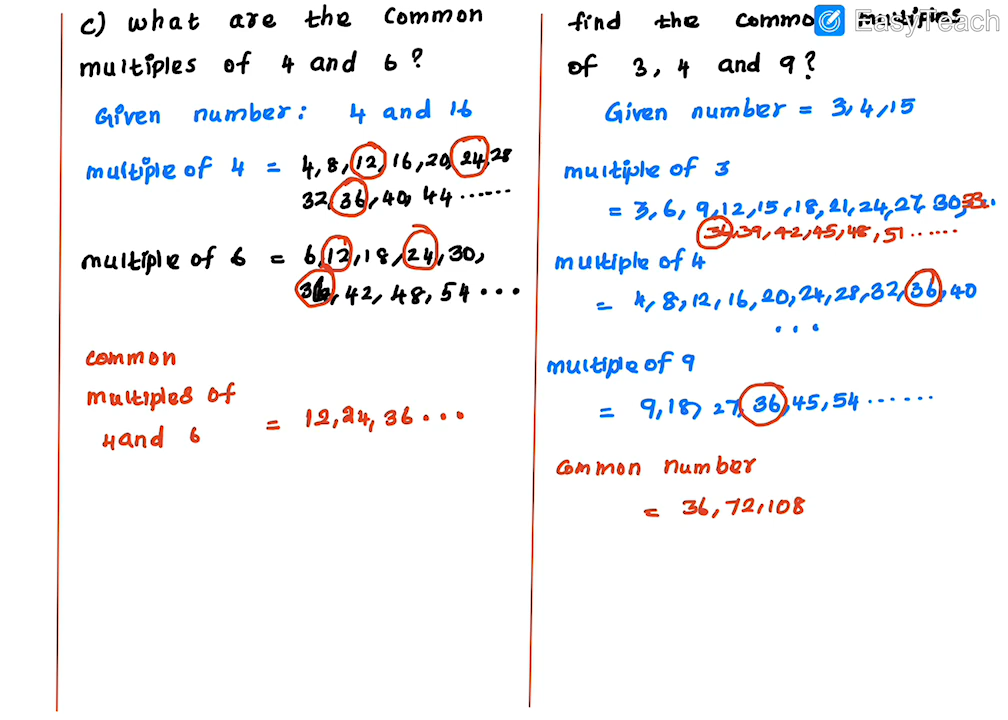 c) what are the common
multiples of 4 and 6?
Given number: 4 and 16
multiple of 4 = 4,8,12,16,20,24,28
32,36,40,44......
multiple of 6 = 6,12,18,24,30,
36,42,48,54...
common
multiples of
4and 6 = 12,24,36...
EasyTeach
find the common multiples
of 3,4 and 9?
Given number = 3,4,15
multiple of 3
= 3,6,9,12,15,18,21,24,27,30,33..
36,39,42,45,48,51......
multiple of 4
= 4,8,12,16,20,24,28,32,36,40
...
multiple of 9
= 9,18,27,36,45,54......
common number
= 36,72,108